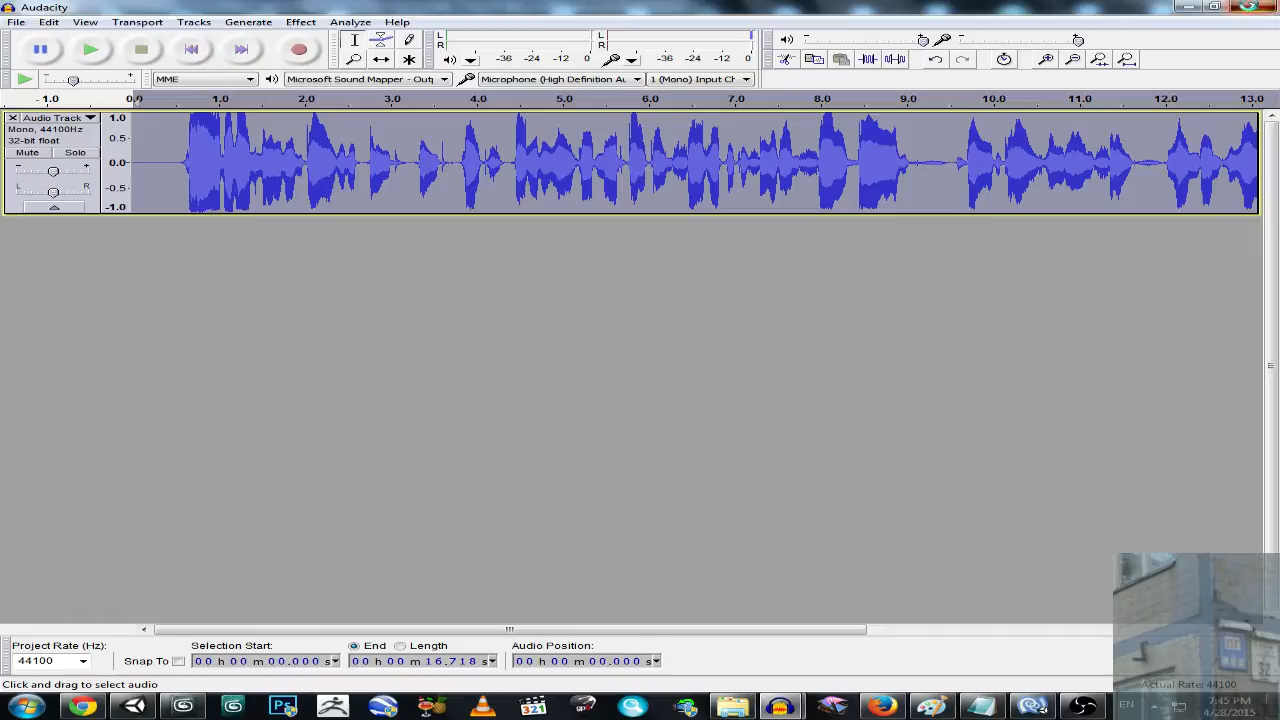 Audacity
File Edit View Transport Tracks Generate Effect Analyze Help
L R -36 -24 -12 0 L R -36 -24 -12 0
MME Microsoft Sound Mapper - Outp Microphone (High Definition Au 1 (Mono) Input Ch
- 1.0 0.0 1.0 2.0 3.0 4.0 5.0 6.0 7.0 8.0 9.0 10.0 11.0 12.0 13.0
Audio Track 1.0
Mono, 44100Hz
32-bit float 0.5
Mute Solo
- + 0.0
L R -0.5
-1.0
Project Rate (Hz): Selection Start: End Length Audio Position:
44100 Snap To 00 h 00 m 00.000 s 00 h 00 m 16.718 s 00 h 00 m 00.000 s
Click and drag to select audio Actual Rate: 44100
Ps 321 EN 7:45 PM
4/28/2015